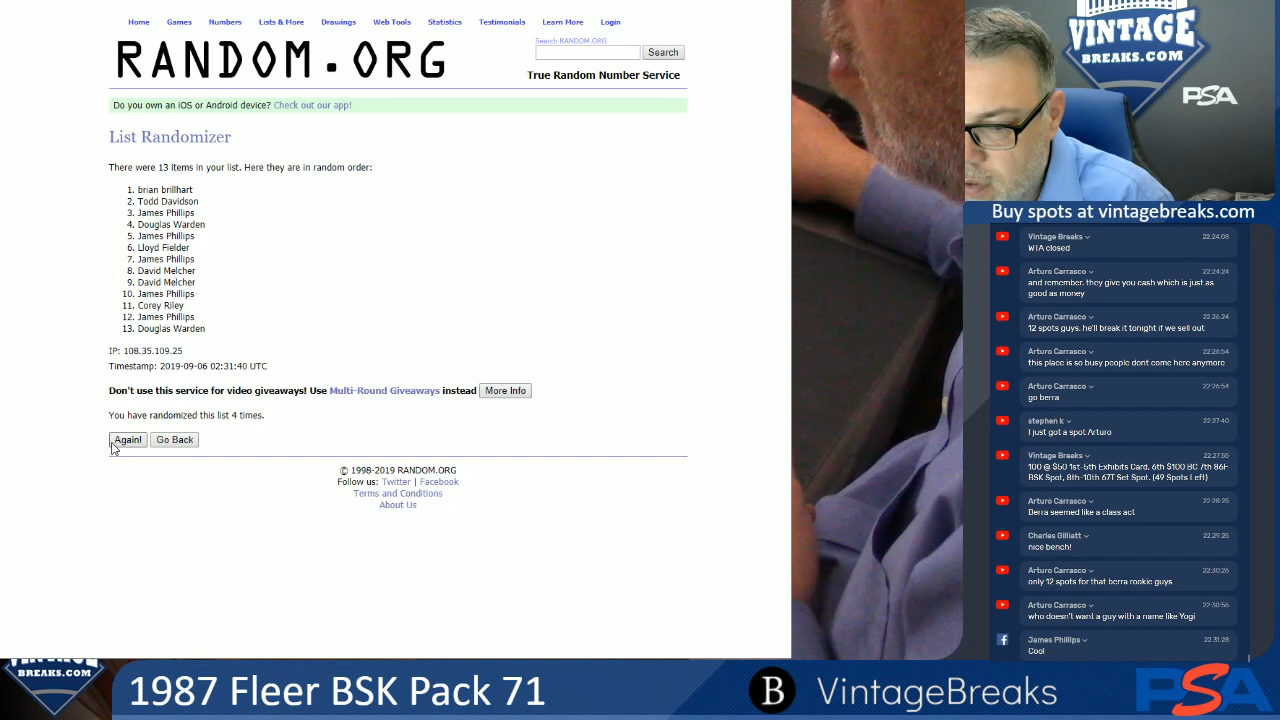 Home Games Numbers Lists & More Drawings Web Tools Statistics Testimonials Learn More Login
RANDOM.ORG
Search RANDOM.ORG
Search
True Random Number Service
Do you own an iOS or Android device? Check out our app!
List Randomizer
There were 13 items in your list. Here they are in random order:
1. brian brillhart
2. Todd Davidson
3. James Phillips
4. Douglas Warden
5. James Phillips
6. Lloyd Fielder
7. James Phillips
8. David Melcher
9. David Melcher
10. James Phillips
11. Corey Riley
12. James Phillips
13. Douglas Warden
IP: 108.35.109.25
Timestamp: 2019-09-06 02:31:40 UTC
Don't use this service for video giveaways! Use Multi-Round Giveaways instead More Info
You have randomized this list 4 times.
Again! Go Back
© 1998-2019 RANDOM.ORG
Follow us: Twitter | Facebook
Terms and Conditions
About Us
VINTAGE
BREAKS.COM
PSA
Buy spots at vintagebreaks.com
Vintage Breaks 22:24:08
WTA closed
Arturo Carrasco 22:24:24
and remember. they give you cash which is just as
good as money
Arturo Carrasco 22:26:24
12 spots guys. he'll break it tonight if we sell out
Arturo Carrasco 22:26:54
this place is so busy people dont come here anymore
Arturo Carrasco 22:26:54
go berra
stephen k 22:27:40
I just got a spot Arturo
Vintage Breaks 22:27:55
100 @ $50 1st-5th Exhibits Card, 6th $100 BC 7th 86F
BSK Spot, 8th-10th 67T Set Spot. (49 Spots Left)
Arturo Carrasco 22:28:25
Berra seemed like a class act
Charles Gilliatt 22:29:25
nice bench!
Arturo Carrasco 22:30:26
only 12 spots for that berra rookie guys
Arturo Carrasco 22:30:56
who doesn't want a guy with a name like Yogi
James Phillips 22:31:28
Cool
VINTAGE
BREAKS.COM
1987 Fleer BSK Pack 71
B VintageBreaks
PSA